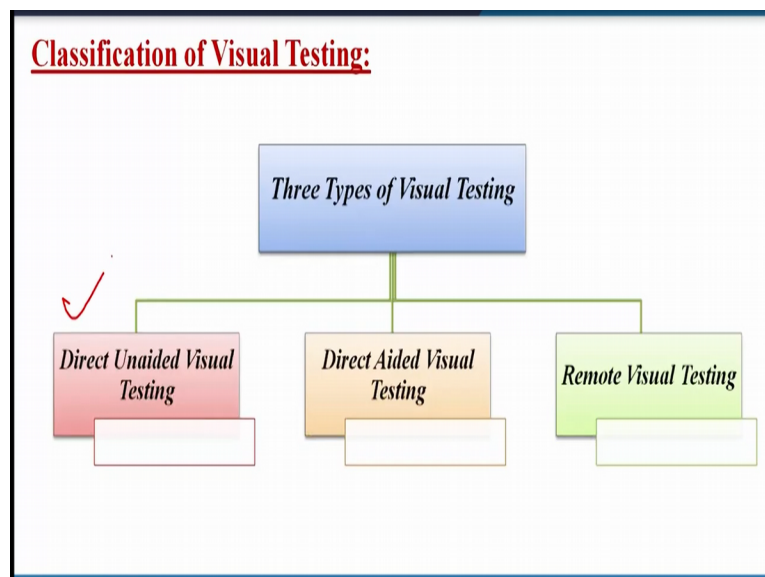 Classification of Visual Testing:
Three Types of Visual Testing
Direct Unaided Visual
Testing
Direct Aided Visual
Testing
Remote Visual Testing